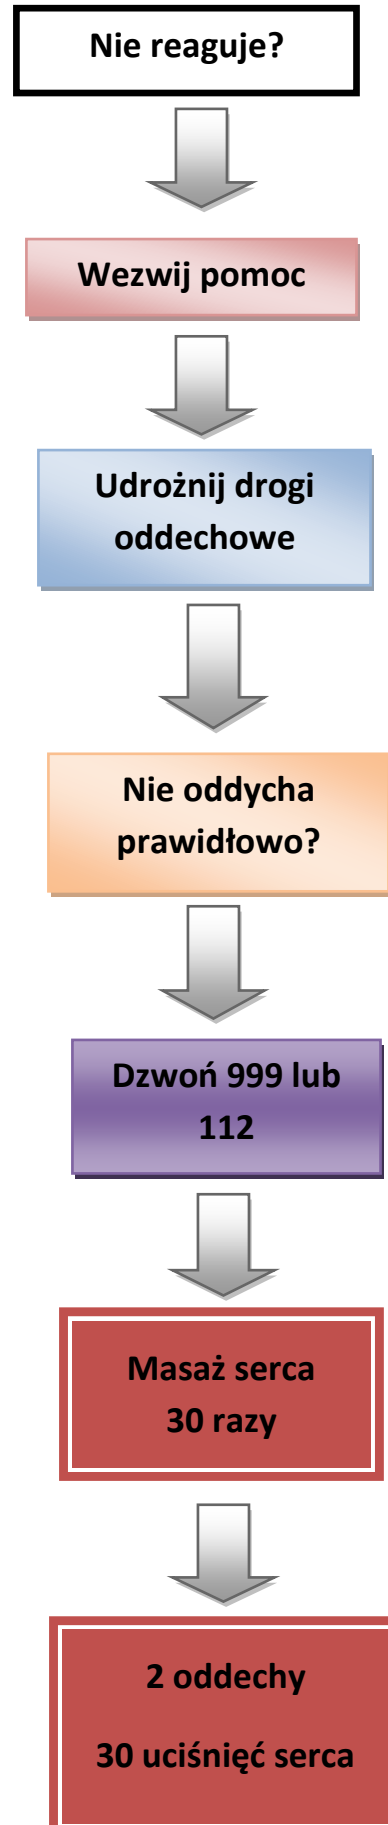 Nie reaguje?
Wezwij pomoc
Udrożnij drogi
oddechowe
Nie oddycha
prawidłowo?
Dzwoń 999 lub
112
Masaż serca
30 razy
2 oddechy
30 uciśnięć serca